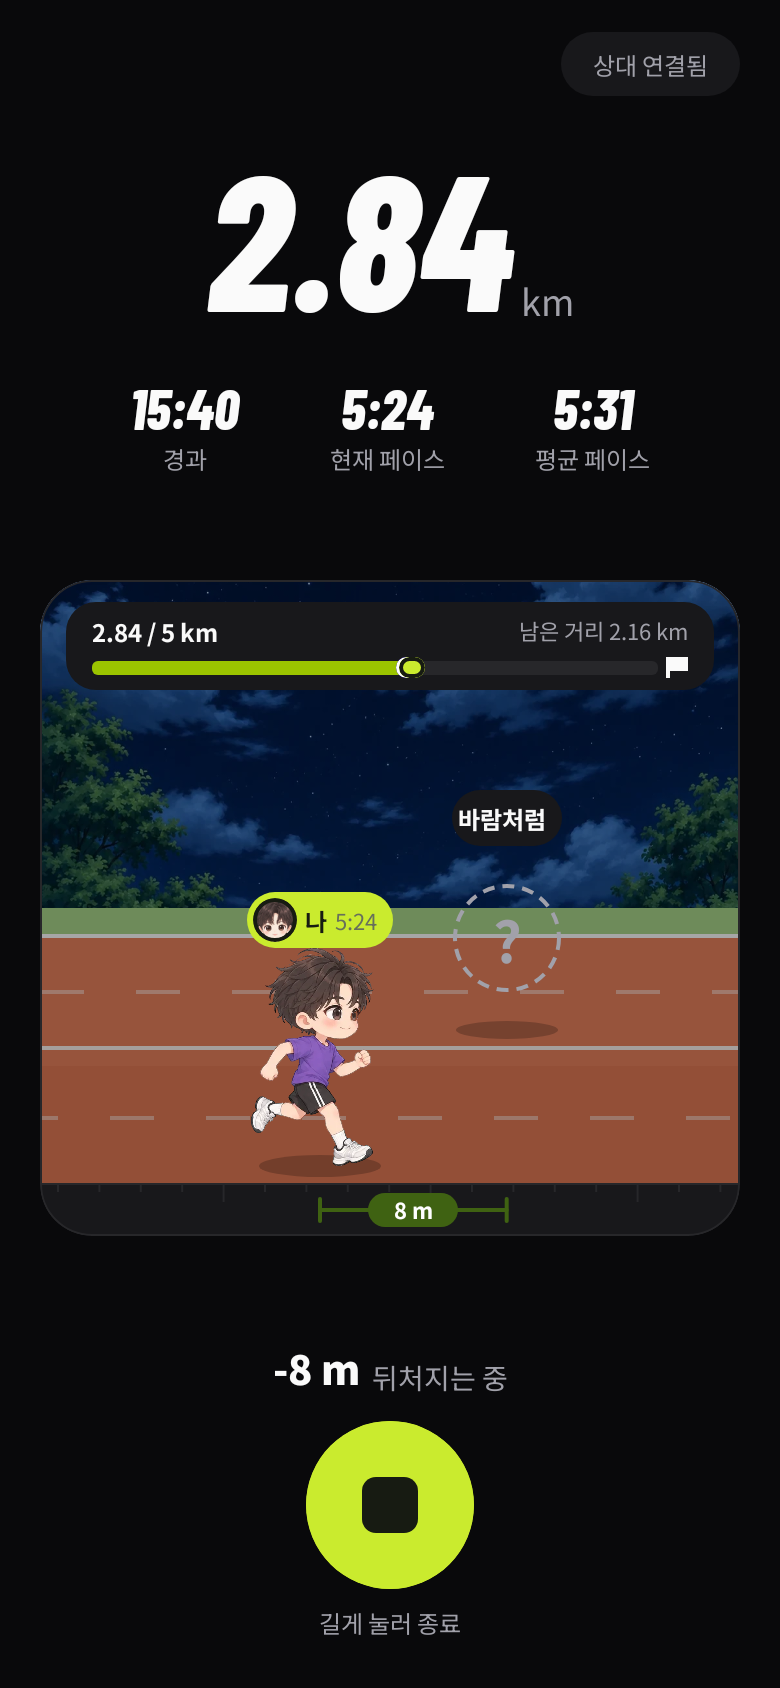 상대 연결됨
2.84 km
15:40 5:24 5:31
경과 현재 페이스 평균 페이스
2.84 / 5 km 남은 거리 2.16 km
바람처럼
나 5:24
?
8 m
-8 m 뒤처지는 중
길게 눌러 종료